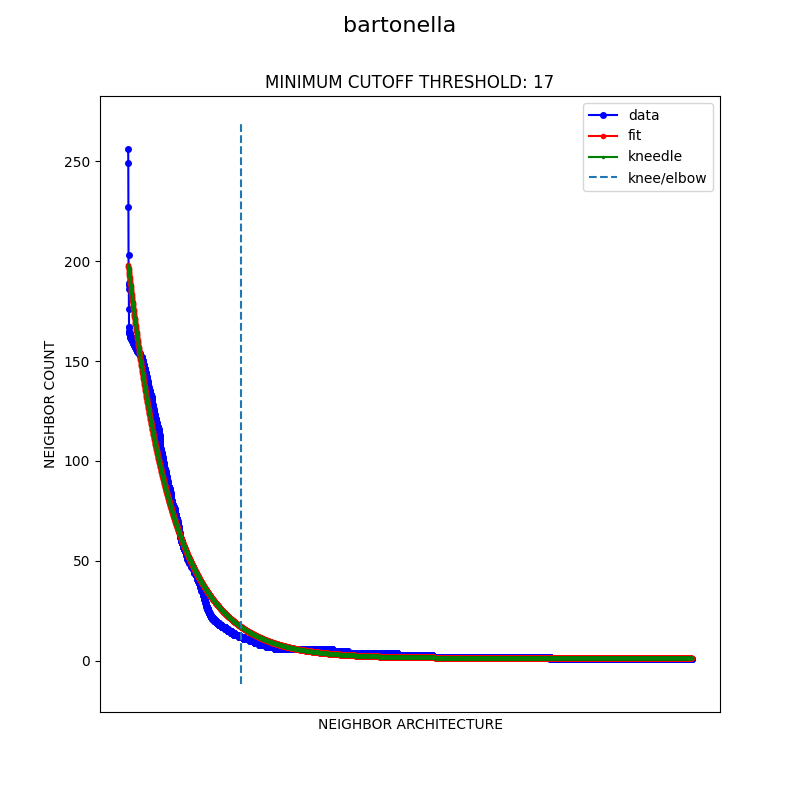 bartonella
MINIMUM CUTOFF THRESHOLD: 17
data
fit
kneedle
knee/elbow
250
200
150
100
50
0
NEIGHBOR COUNT
NEIGHBOR ARCHITECTURE